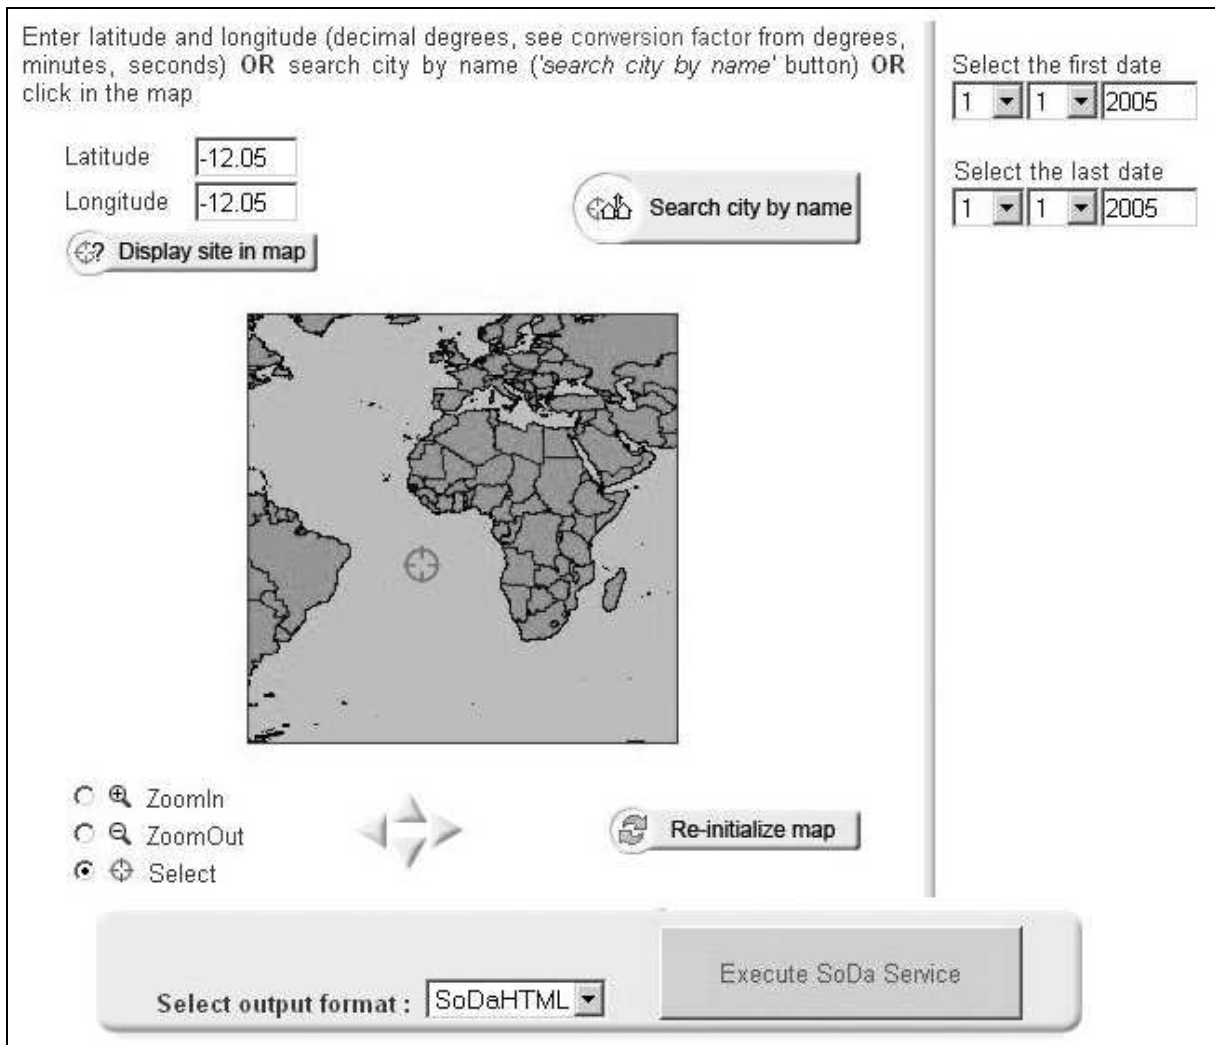 Enter latitude and longitude (decimal degrees, see conversion factor from degrees,
minutes, seconds) OR search city by name ('search city by name' button) OR
click in the map
Latitude -12.05
Longitude -12.05
Display site in map
Search city by name
Select the first date
1 1 2005
Select the last date
1 1 2005
ZoomIn
ZoomOut
Select
Re-initialize map
Select output format : SoDaHTML
Execute SoDa Service